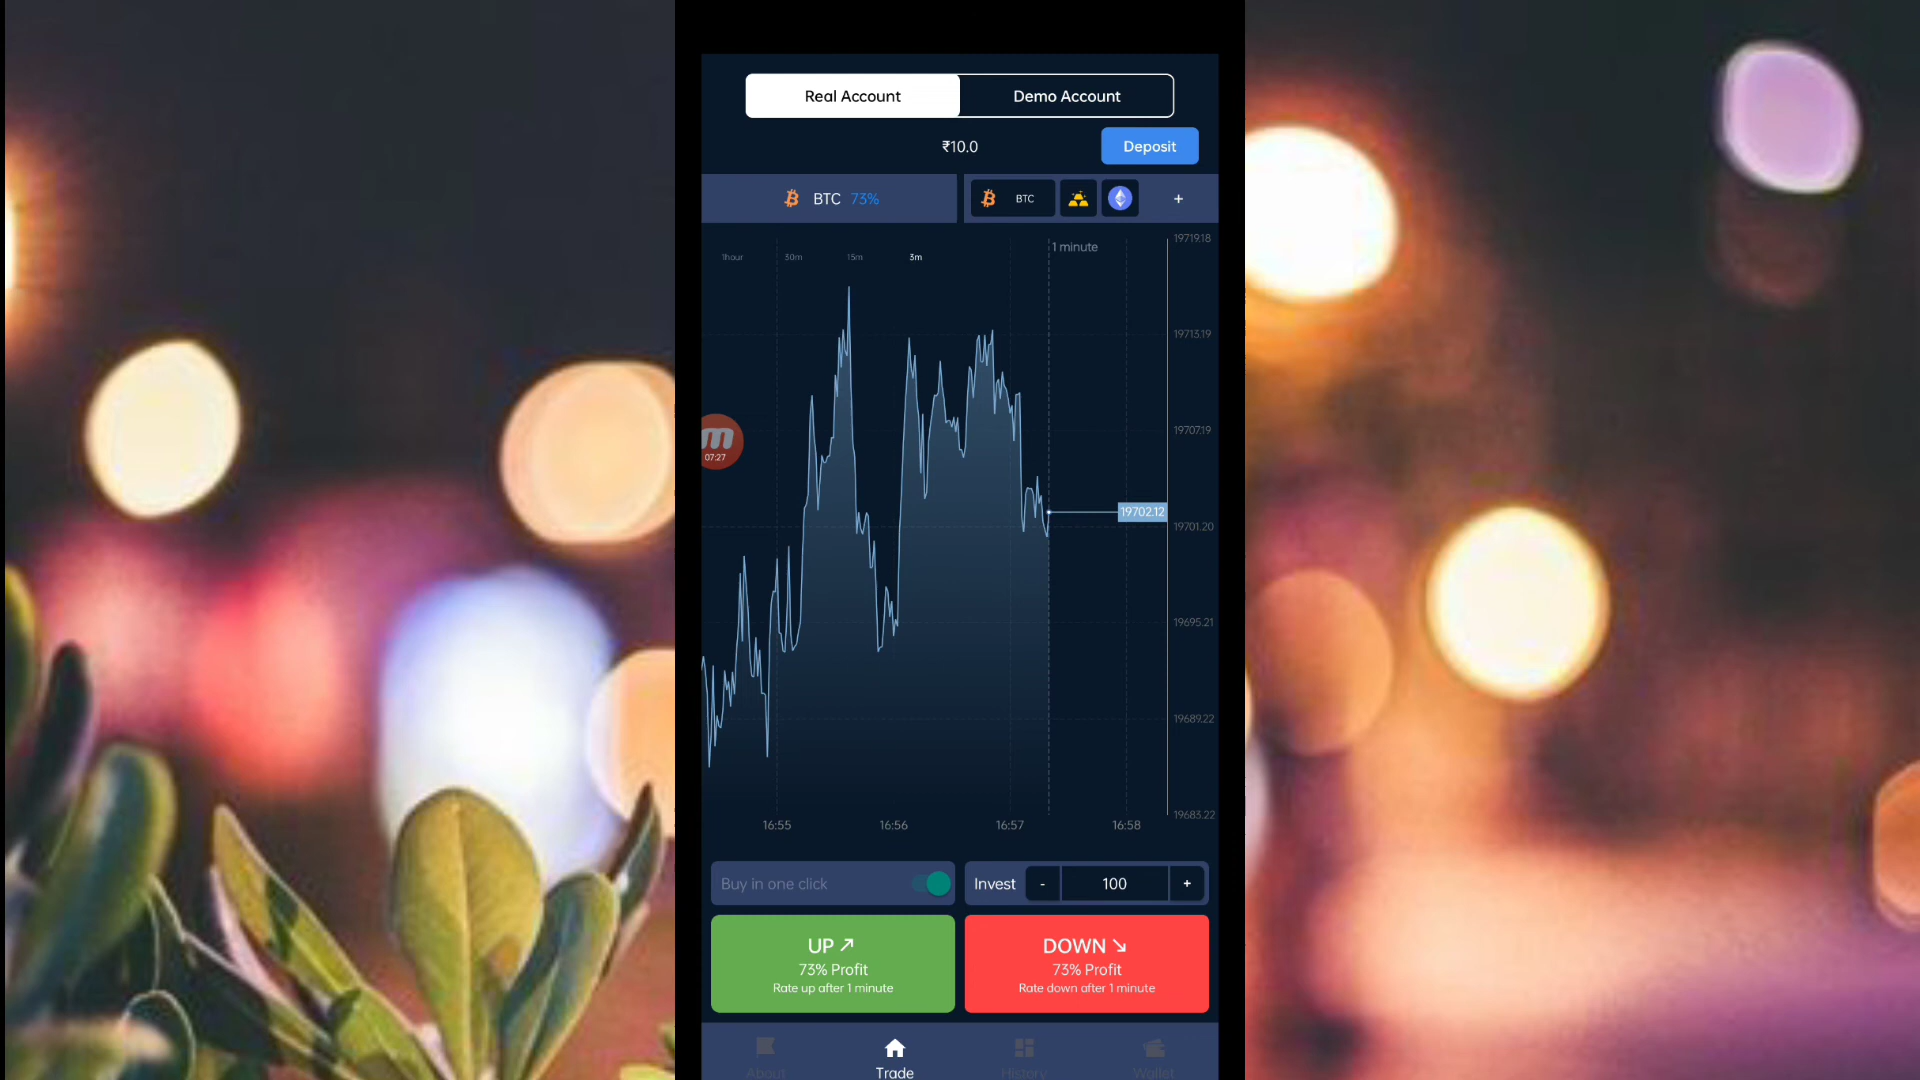 Real Account
Demo Account
₹10.0
Deposit
BTC 73%
BTC
+
1 minute
1hour
30m
15m
3m
19719.18
19713.19
19707.19
19702.12
19701.20
19695.21
19689.22
19683.22
m
07:27
16:55
16:56
16:57
16:58
Buy in one click
Invest
-
100
+
UP ↗
73% Profit
Rate up after 1 minute
DOWN ↘
73% Profit
Rate down after 1 minute
About
Trade
History
Wallet